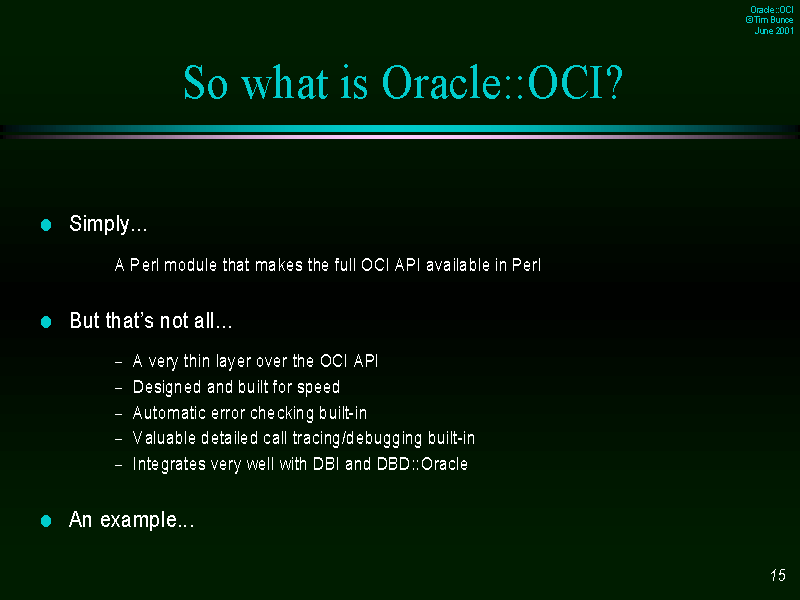 Oracle::OCI
©Tim Bunce
June 2001
So what is Oracle::OCI?
Simply...
A Perl module that makes the full OCI API available in Perl
But that’s not all...
– A very thin layer over the OCI API
– Designed and built for speed
– Automatic error checking built-in
– Valuable detailed call tracing/debugging built-in
– Integrates very well with DBI and DBD::Oracle
An example...
15